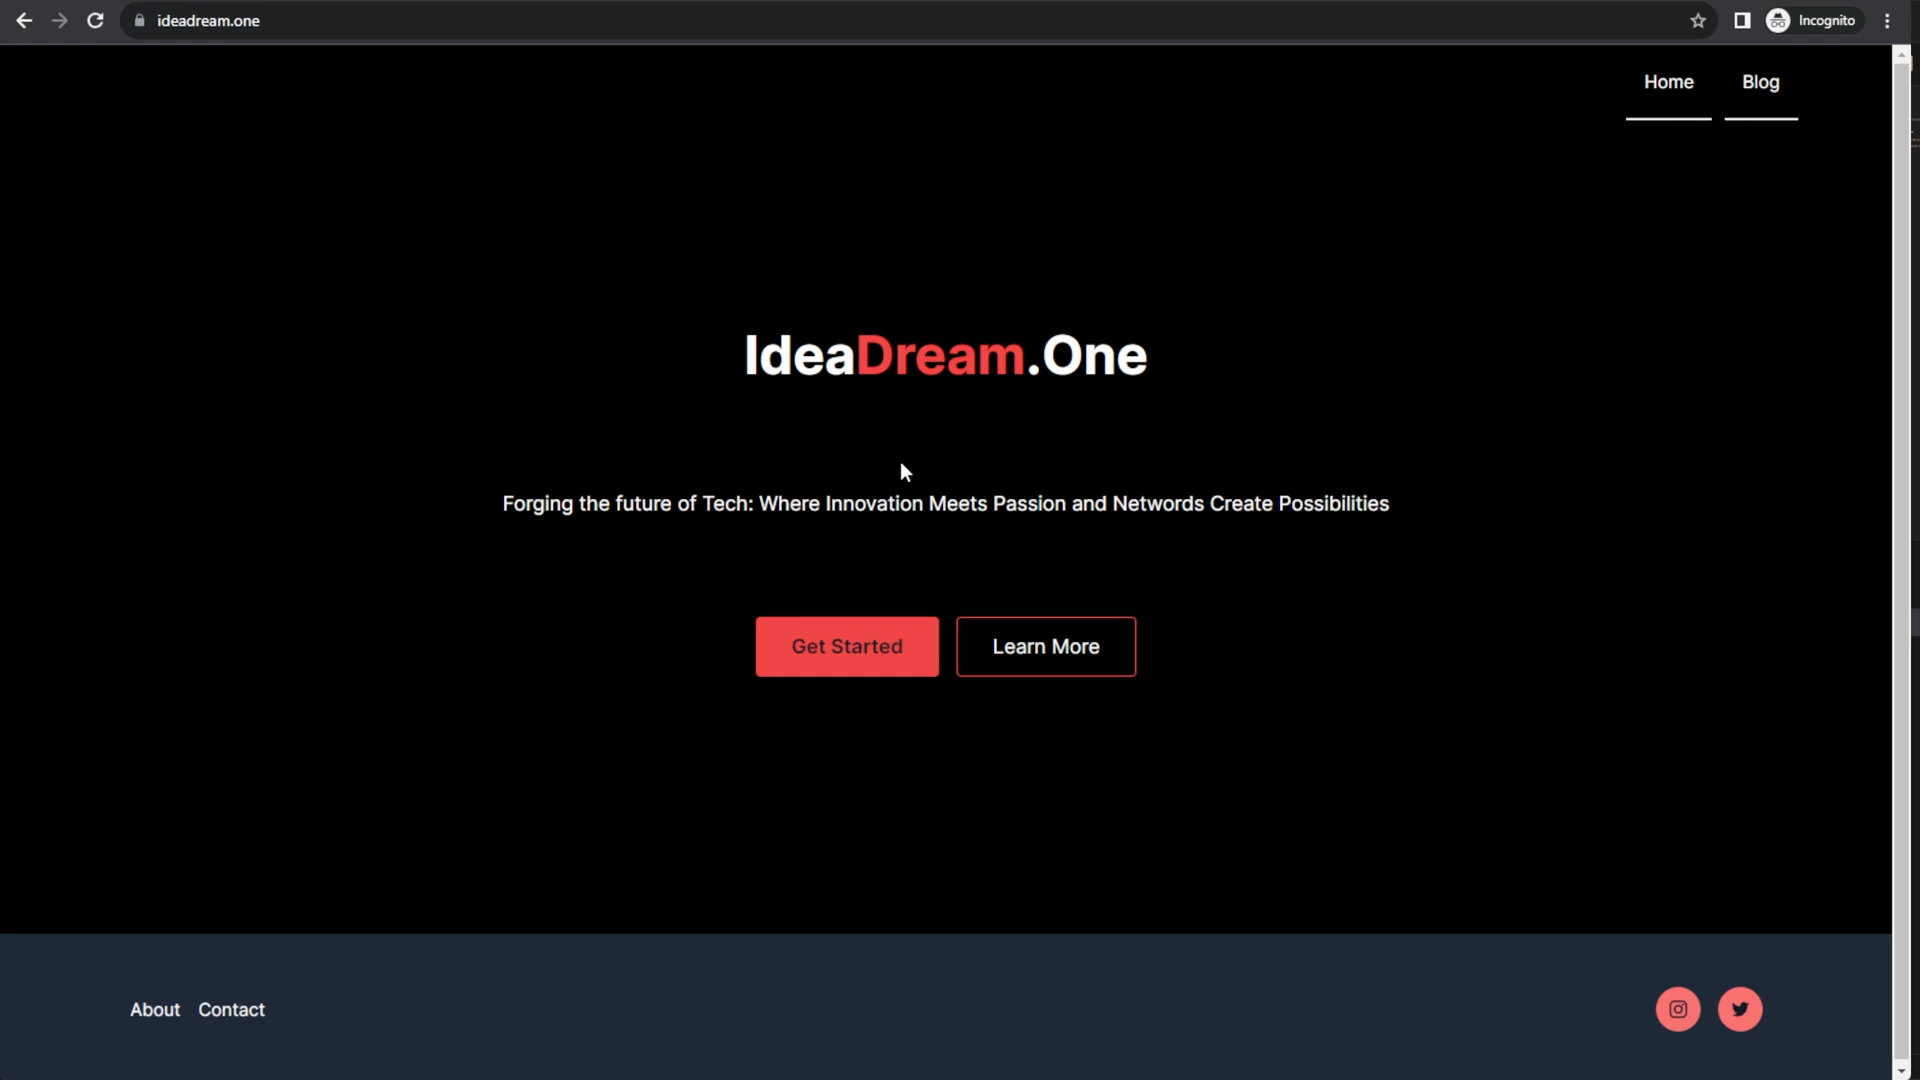 ideadream.one
Incognito
Home Blog
IdeaDream.One
Forging the future of Tech: Where Innovation Meets Passion and Networds Create Possibilities
Get Started Learn More
About Contact